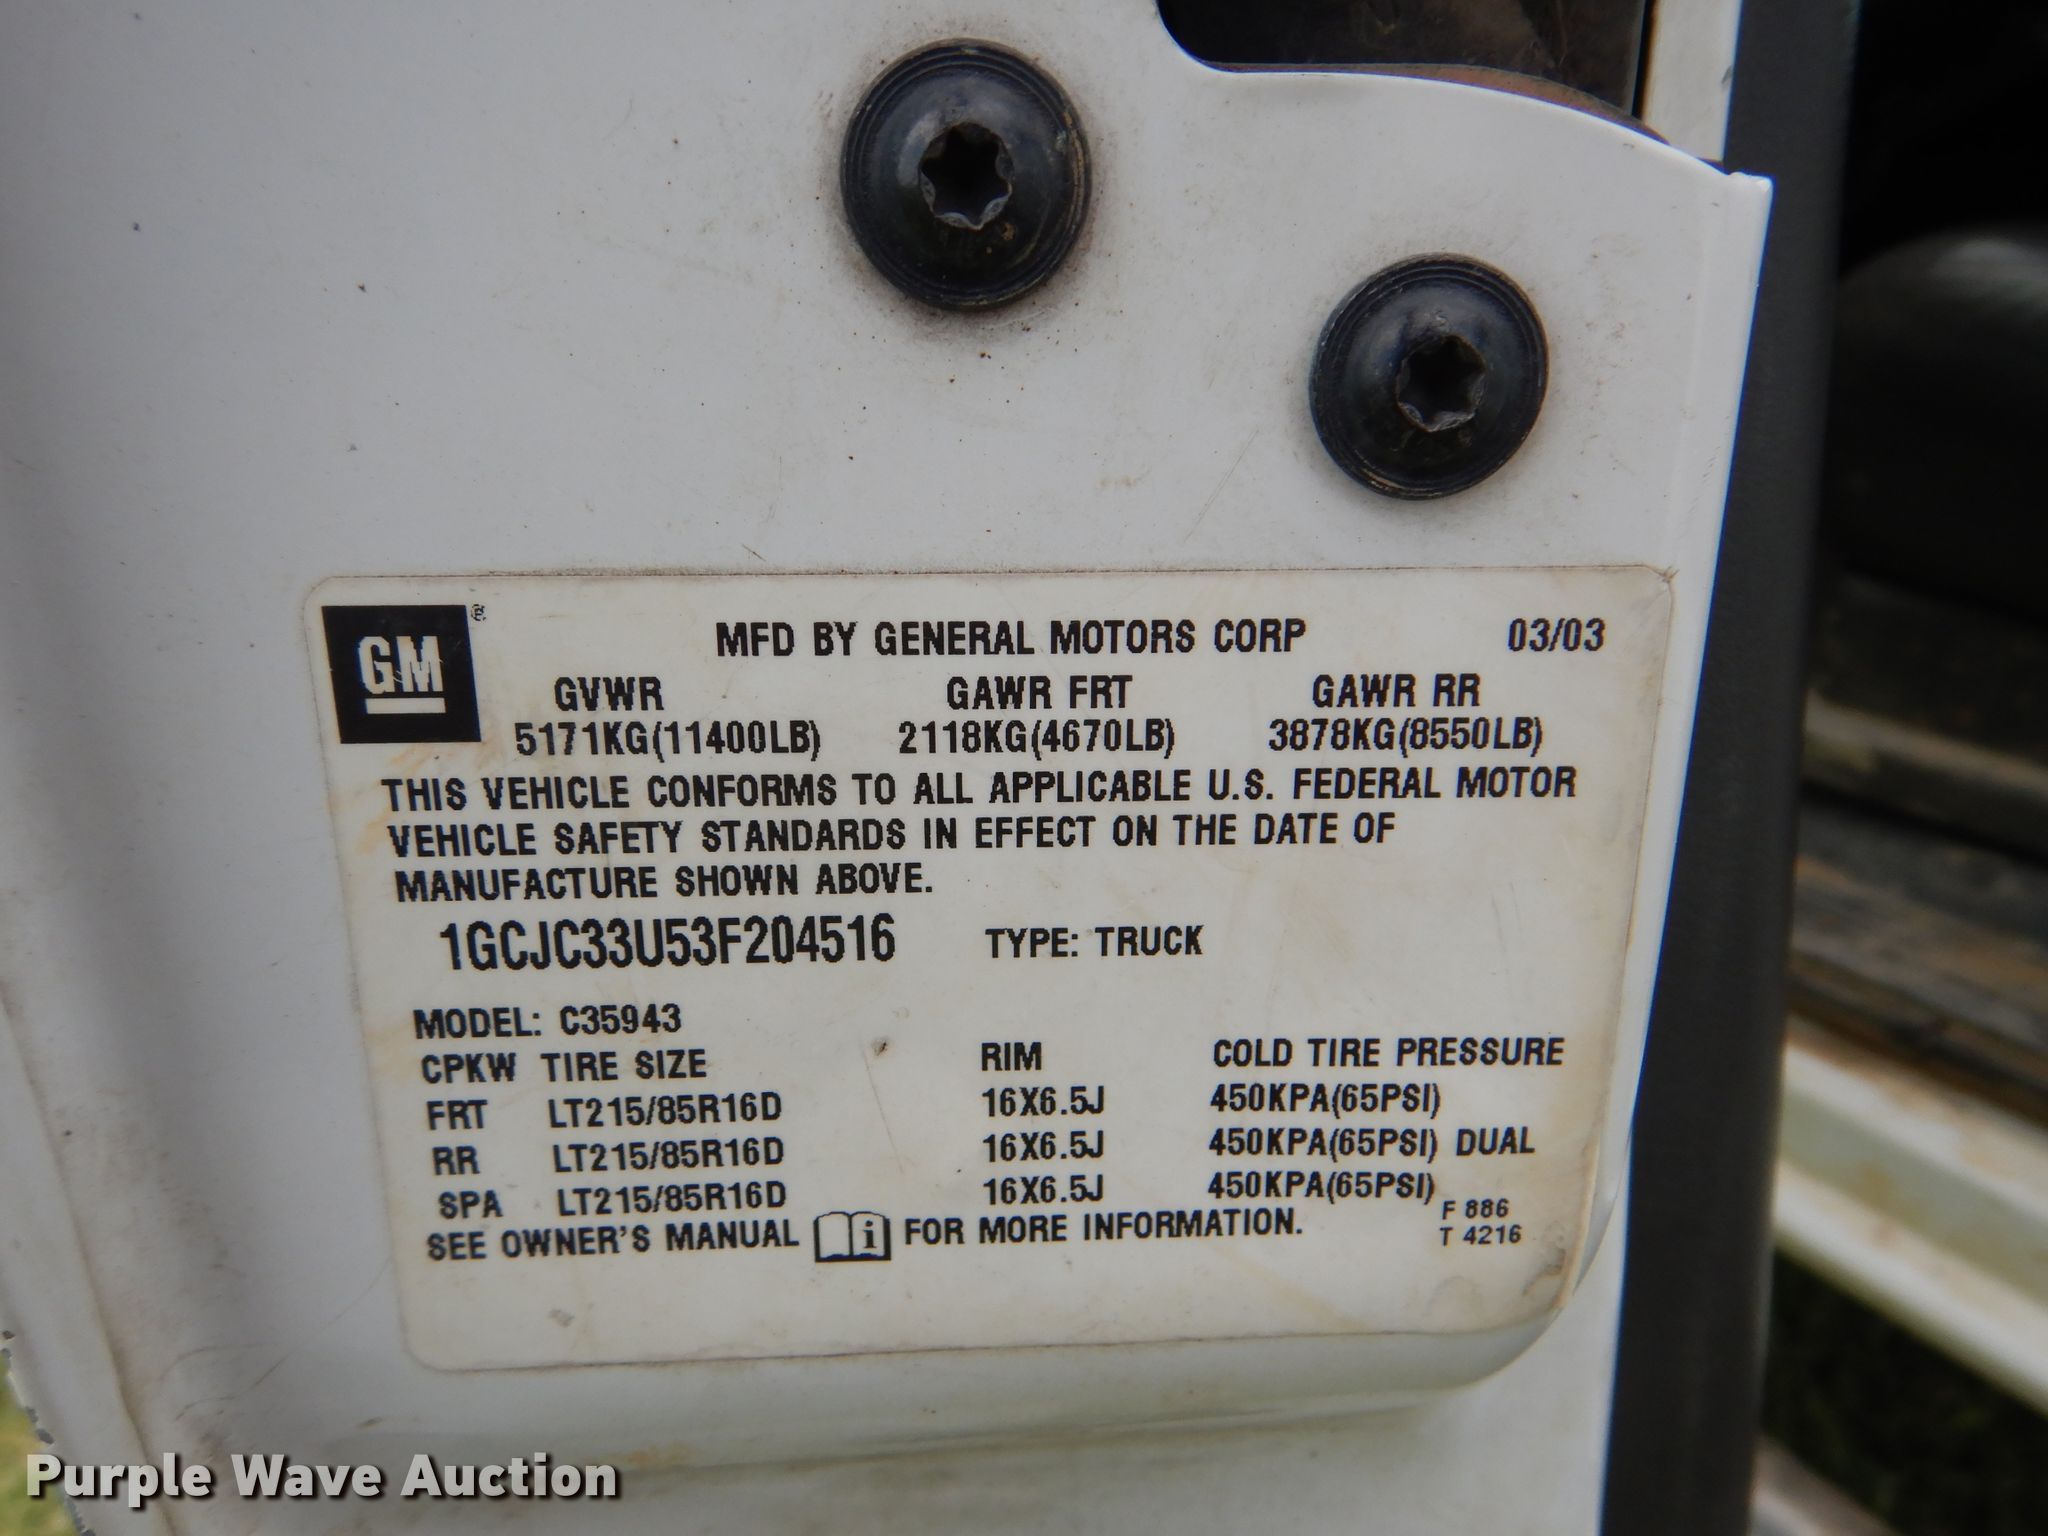 GM ®
MFD BY GENERAL MOTORS CORP 03/03
GVWR GAWR FRT GAWR RR
5171KG(11400LB) 2118KG(4670LB) 3878KG(8550LB)
THIS VEHICLE CONFORMS TO ALL APPLICABLE U.S. FEDERAL MOTOR
VEHICLE SAFETY STANDARDS IN EFFECT ON THE DATE OF
MANUFACTURE SHOWN ABOVE.
1GCJC33U53F204516 TYPE: TRUCK
MODEL: C35943
CPKW TIRE SIZE RIM COLD TIRE PRESSURE
FRT LT215/85R16D 16X6.5J 450KPA(65PSI)
RR LT215/85R16D 16X6.5J 450KPA(65PSI) DUAL
SPA LT215/85R16D 16X6.5J 450KPA(65PSI)
F 886
SEE OWNER'S MANUAL i FOR MORE INFORMATION. T 4216
Purple Wave Auction